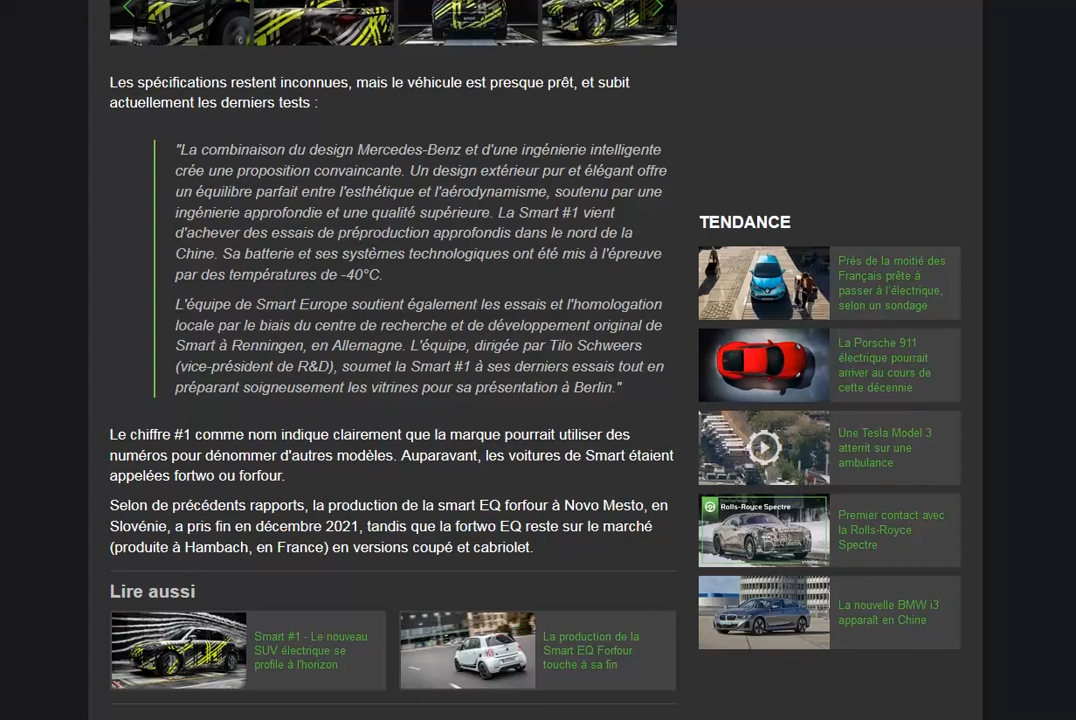 Les spécifications restent inconnues, mais le véhicule est presque prêt, et subit
actuellement les derniers tests :
"La combinaison du design Mercedes-Benz et d'une ingénierie intelligente
crée une proposition convaincante. Un design extérieur pur et élégant offre
un équilibre parfait entre l'esthétique et l'aérodynamisme, soutenu par une
ingénierie approfondie et une qualité supérieure. La Smart #1 vient
d'achever des essais de préproduction approfondis dans le nord de la
Chine. Sa batterie et ses systèmes technologiques ont été mis à l'épreuve
par des températures de -40°C.
L'équipe de Smart Europe soutient également les essais et l'homologation
locale par le biais du centre de recherche et de développement original de
Smart à Renningen, en Allemagne. L'équipe, dirigée par Tilo Schweers
(vice-président de R&D), soumet la Smart #1 à ses derniers essais tout en
préparant soigneusement les vitrines pour sa présentation à Berlin."
Le chiffre #1 comme nom indique clairement que la marque pourrait utiliser des
numéros pour dénommer d'autres modèles. Auparavant, les voitures de Smart étaient
appelées fortwo ou forfour.
Selon de précédents rapports, la production de la smart EQ forfour à Novo Mesto, en
Slovénie, a pris fin en décembre 2021, tandis que la fortwo EQ reste sur le marché
(produite à Hambach, en France) en versions coupé et cabriolet.
Lire aussi
Smart #1 - Le nouveau
SUV électrique se
profile à l'horizon
La production de la
Smart EQ Forfour
touche à sa fin
TENDANCE
Près de la moitié des
Français prête à
passer à l'électrique,
selon un sondage
La Porsche 911
électrique pourrait
arriver au cours de
cette décennie
Une Tesla Model 3
atterrit sur une
ambulance
Rolls-Royce Spectre
Premier contact avec
la Rolls-Royce
Spectre
La nouvelle BMW i3
apparaît en Chine